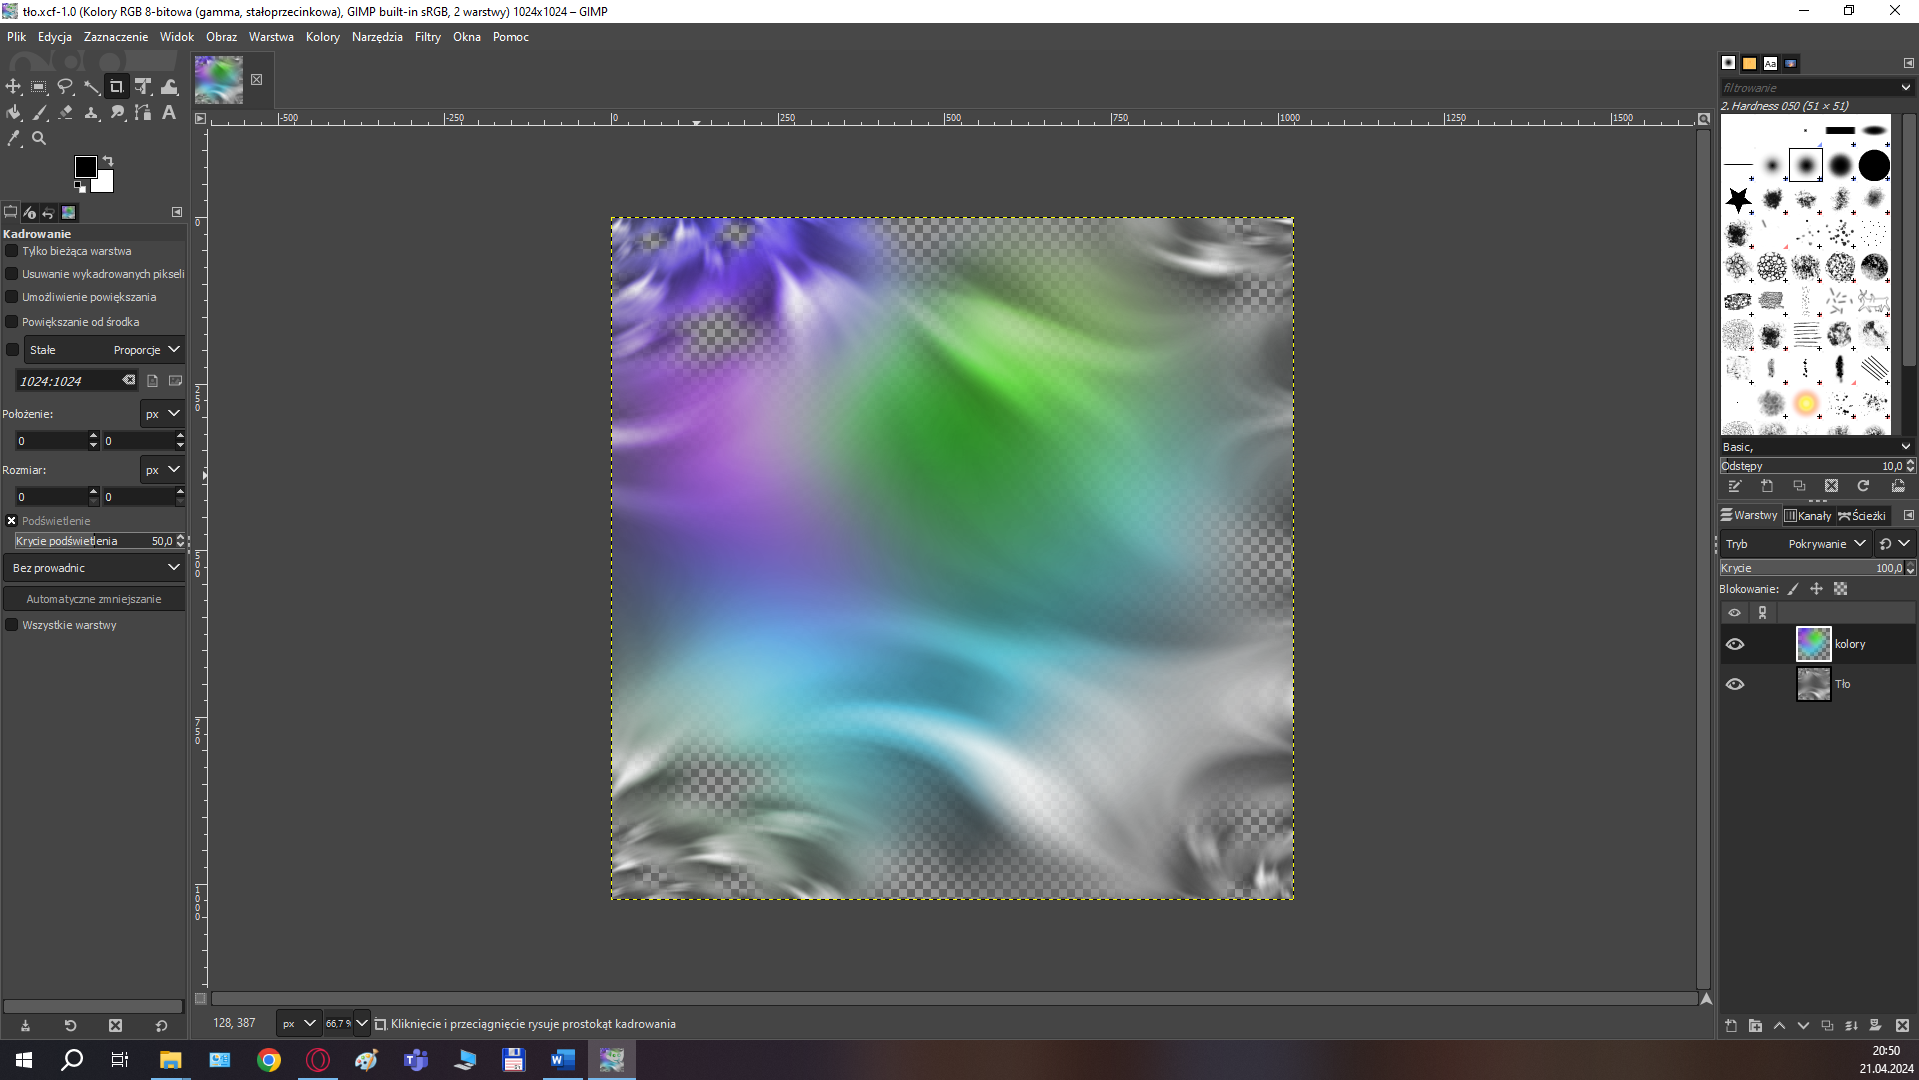 tło.xcf-1.0 (Kolory RGB 8-bitowa (gamma, stałoprzecinkowa), GIMP built-in sRGB, 2 warstwy) 1024x1024 – GIMP
Plik Edycja Zaznaczenie Widok Obraz Warstwa Kolory Narzędzia Filtry Okna Pomoc
Kadrowanie
Tylko bieżąca warstwa
Usuwanie wykadrowanych pikseli
Umożliwienie powiększania
Powiększanie od środka
Stałe Proporcje
1024:1024
Położenie: px
0 0
Rozmiar: px
0 0
Podświetlenie
Krycie podświetlenia 50,0
Bez prowadnic
Automatyczne zmniejszanie
Wszystkie warstwy
-500 -250 0 250 500 750 1000 1250 1500
0
250
500
750
1000
128, 387 px 66,7 % Kliknięcie i przeciągnięcie rysuje prostokąt kadrowania
filtrowanie
2. Hardness 050 (51 × 51)
Basic,
Odstępy 10,0
Warstwy Kanały Ścieżki
Tryb Pokrywanie
Krycie 100,0
Blokowanie:
kolory
Tło
20:50
21.04.2024